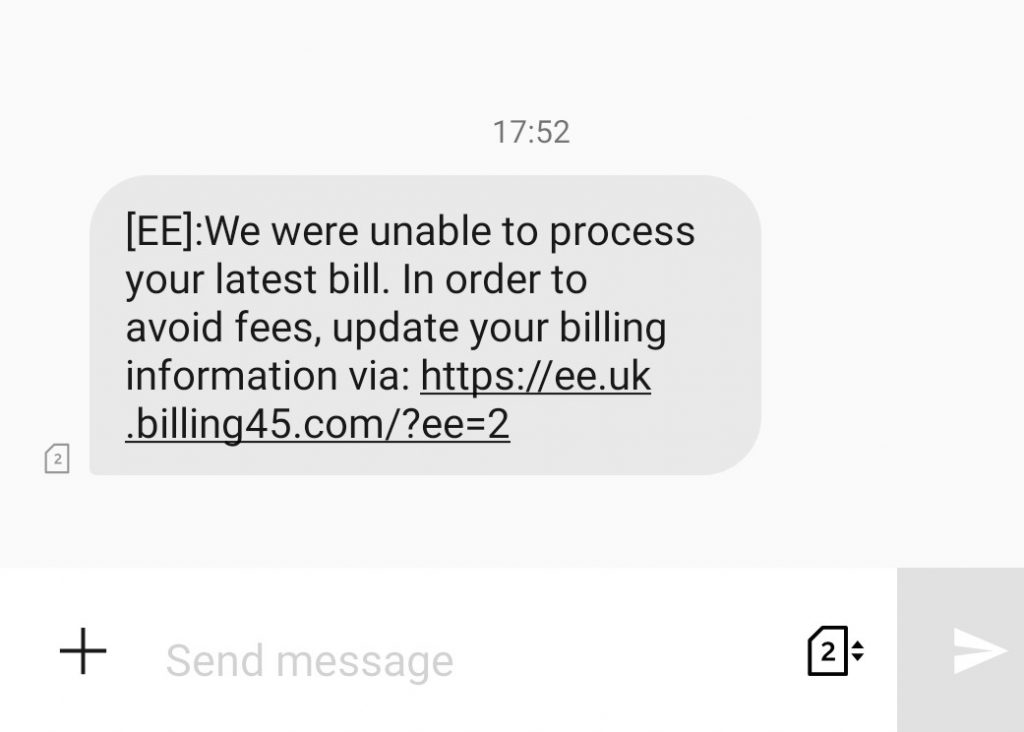 17:52
[EE]:We were unable to process
your latest bill. In order to
avoid fees, update your billing
information via: https://ee.uk
.billing45.com/?ee=2
2
Send message
2